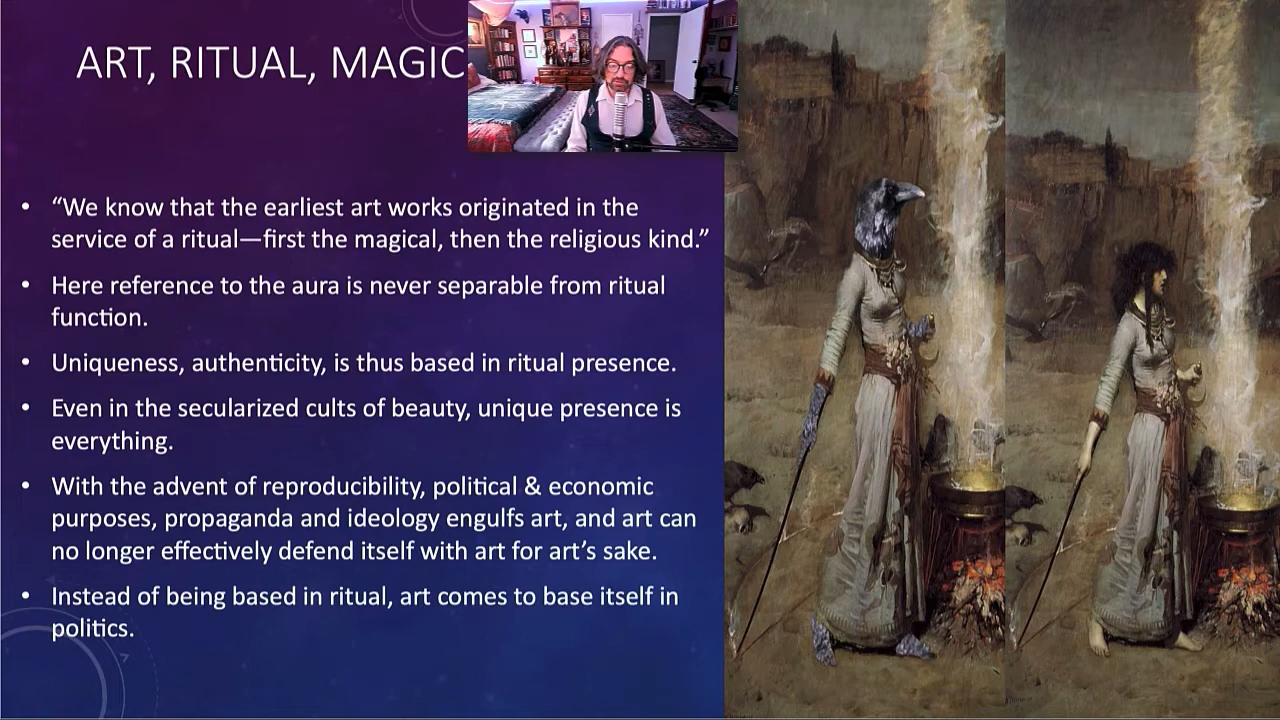 ART, RITUAL, MAGIC
• “We know that the earliest art works originated in the
service of a ritual—first the magical, then the religious kind.”
• Here reference to the aura is never separable from ritual
function.
• Uniqueness, authenticity, is thus based in ritual presence.
• Even in the secularized cults of beauty, unique presence is
everything.
• With the advent of reproducibility, political & economic
purposes, propaganda and ideology engulfs art, and art can
no longer effectively defend itself with art for art’s sake.
• Instead of being based in ritual, art comes to base itself in
politics.